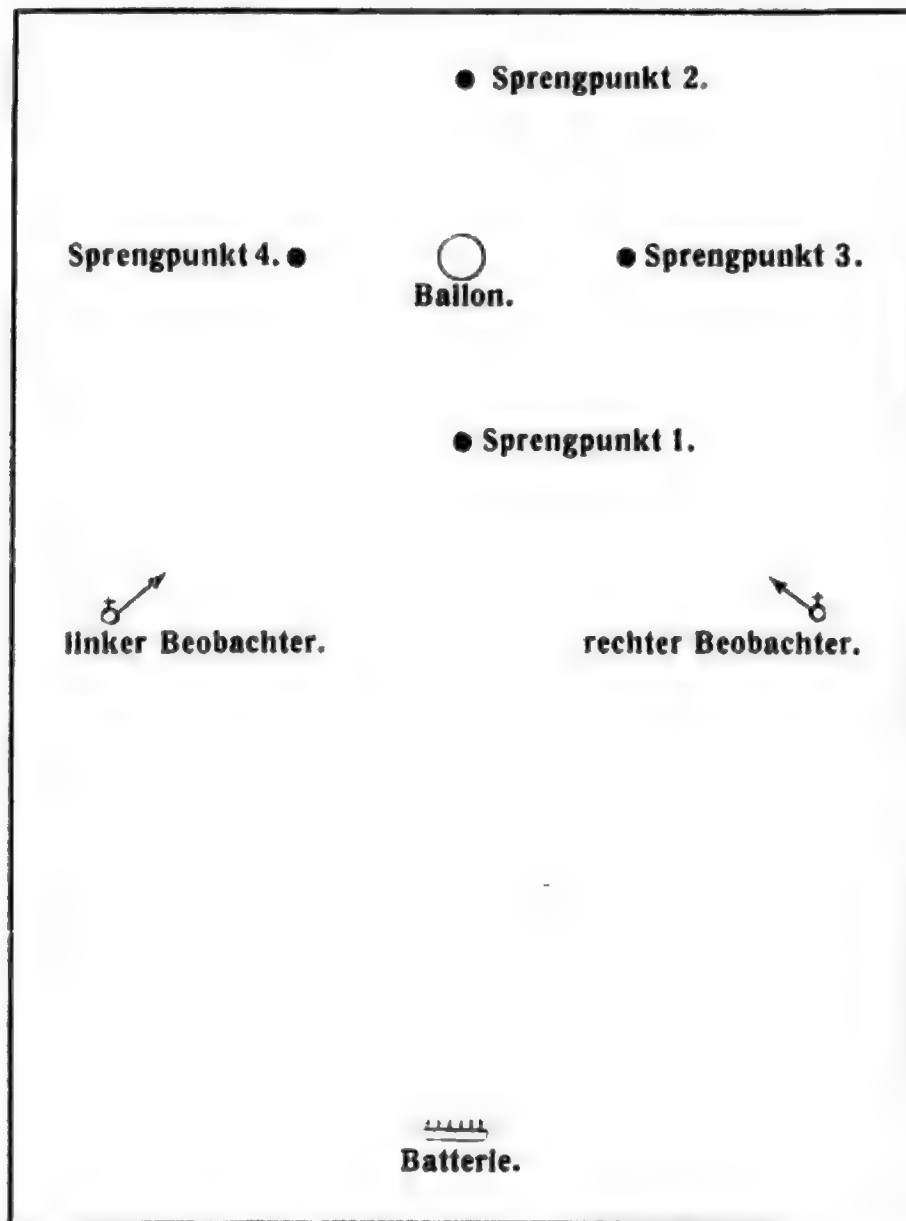 Sprengpunkt 2.
Sprengpunkt 4.
Sprengpunkt 3.
Ballon.
Sprengpunkt 1.
linker Beobachter.
rechter Beobachter.
Batterie.